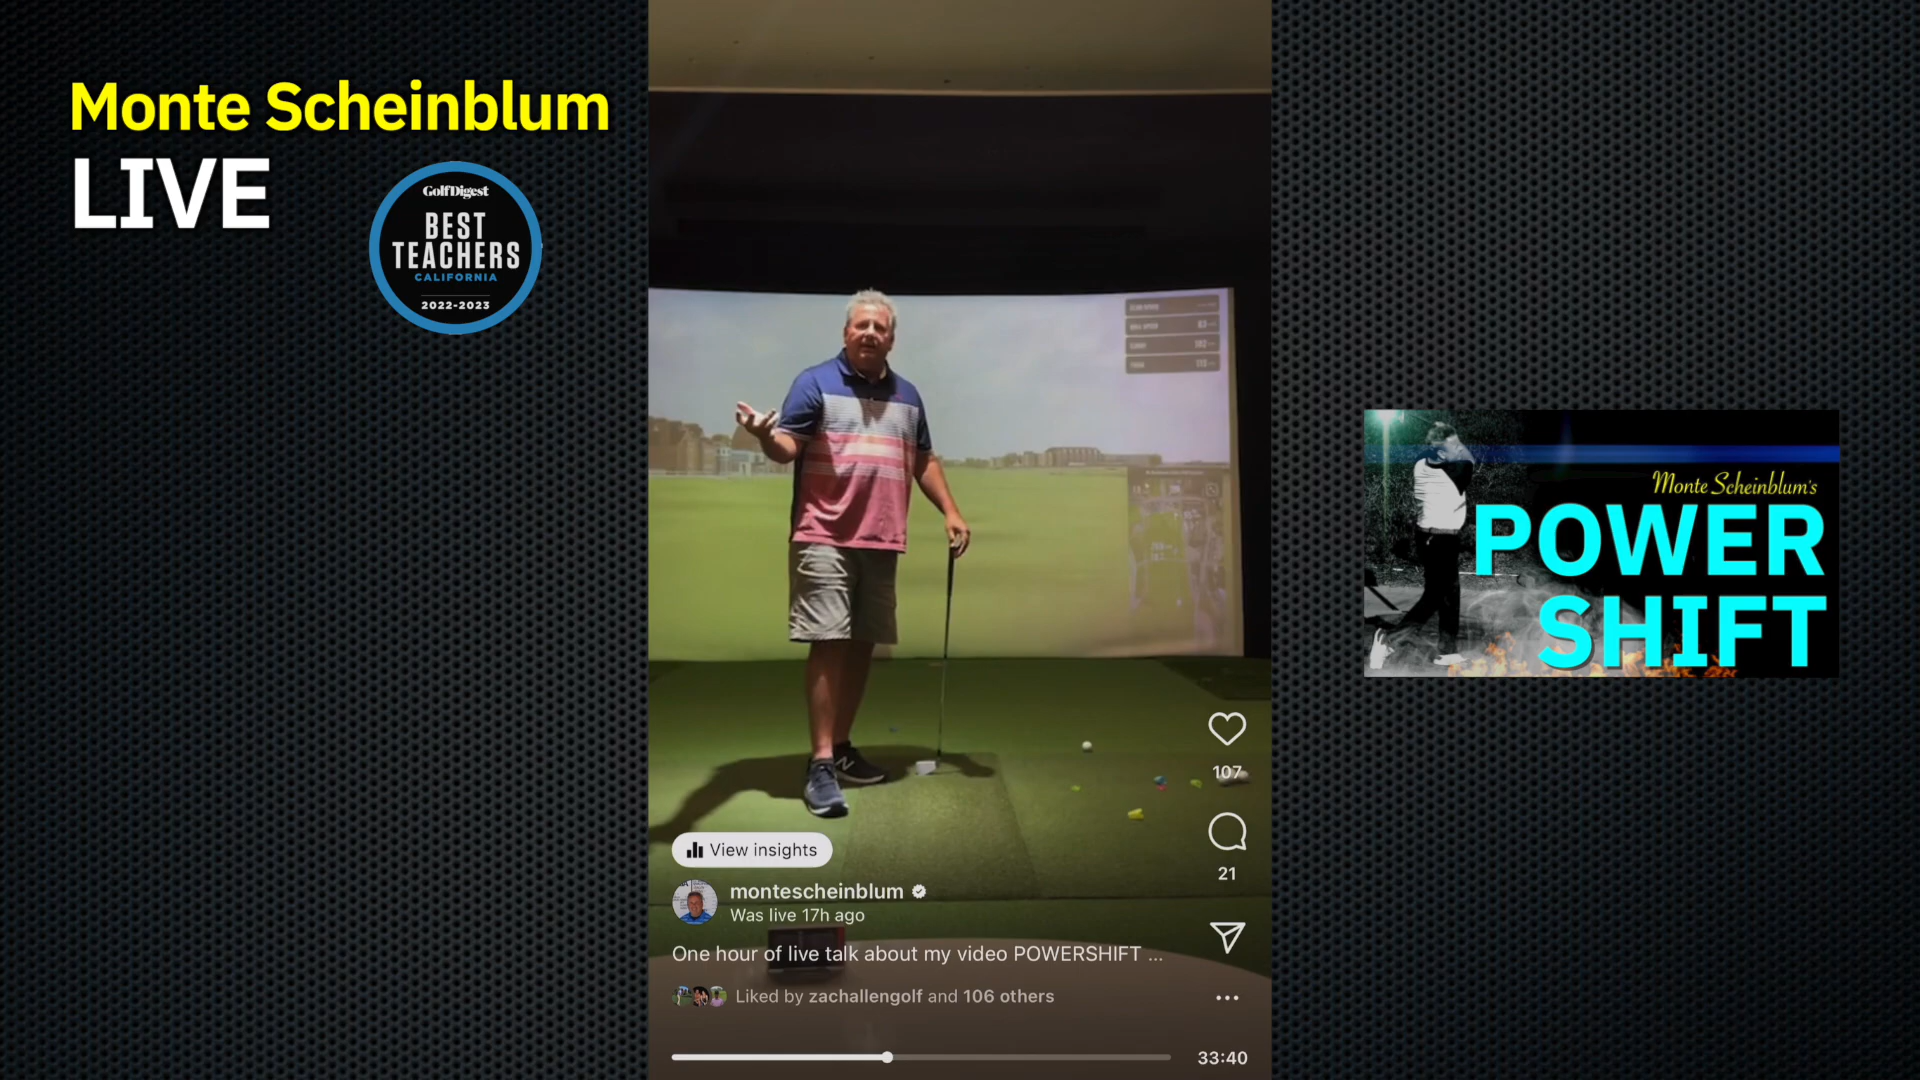 Monte Scheinblum
LIVE
GolfDigest
BEST
TEACHERS
CALIFORNIA
2022-2023
Monte Scheinblum's
POWER
SHIFT
107
21
View insights
montescheinblum
Was live 17h ago
One hour of live talk about my video POWERSHIFT ...
Liked by zachallengolf and 106 others
33:40